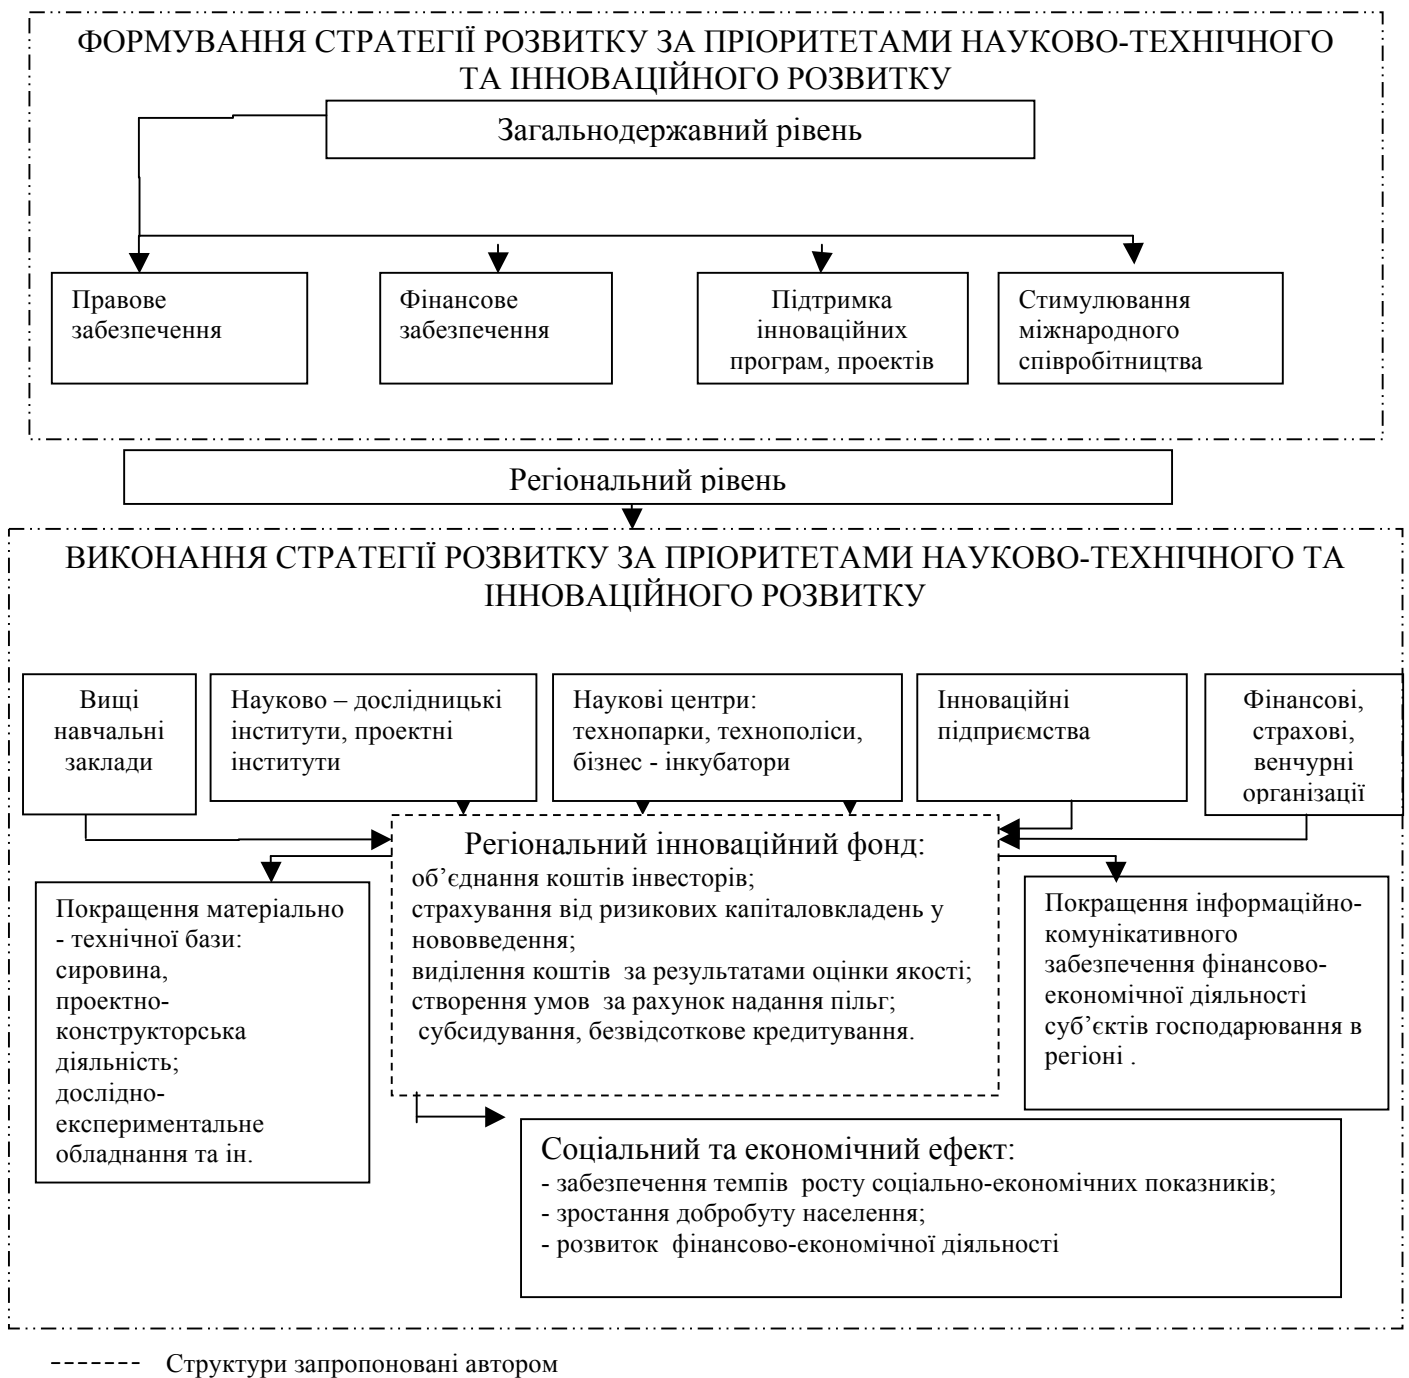 ФОРМУВАННЯ СТРАТЕГІЇ РОЗВИТКУ ЗА ПРІОРИТЕТАМИ НАУКОВО-ТЕХНІЧНОГО
ТА ІННОВАЦІЙНОГО РОЗВИТКУ
Загальнодержавний рівень
Правове
забезпечення
Фінансове
забезпечення
Підтримка
інноваційних
програм, проектів
Стимулювання
міжнародного
співробітництва
Регіональний рівень
ВИКОНАННЯ СТРАТЕГІЇ РОЗВИТКУ ЗА ПРІОРИТЕТАМИ НАУКОВО-ТЕХНІЧНОГО ТА
ІННОВАЦІЙНОГО РОЗВИТКУ
Вищі
навчальні
заклади
Науково – дослідницькі
інститути, проектні
інститути
Наукові центри:
технопарки, технополіси,
бізнес - інкубатори
Інноваційні
підприємства
Фінансові,
страхові,
венчурні
організації
Регіональний інноваційний фонд:
об’єднання коштів інвесторів;
страхування від ризикових капіталовкладень у
нововведення;
виділення коштів за результатами оцінки якості;
створення умов за рахунок надання пільг;
субсидування, безвідсоткове кредитування.
Покращення матеріально
- технічної бази:
сировина,
проектно-
конструкторська
діяльність;
дослідно-
експериментальне
обладнання та ін.
Покращення інформаційно-
комунікативного
забезпечення фінансово-
економічної діяльності
суб’єктів господарювання в
регіоні .
Соціальний та економічний ефект:
- забезпечення темпів росту соціально-економічних показників;
- зростання добробуту населення;
- розвиток фінансово-економічної діяльності
Структури запропоновані автором